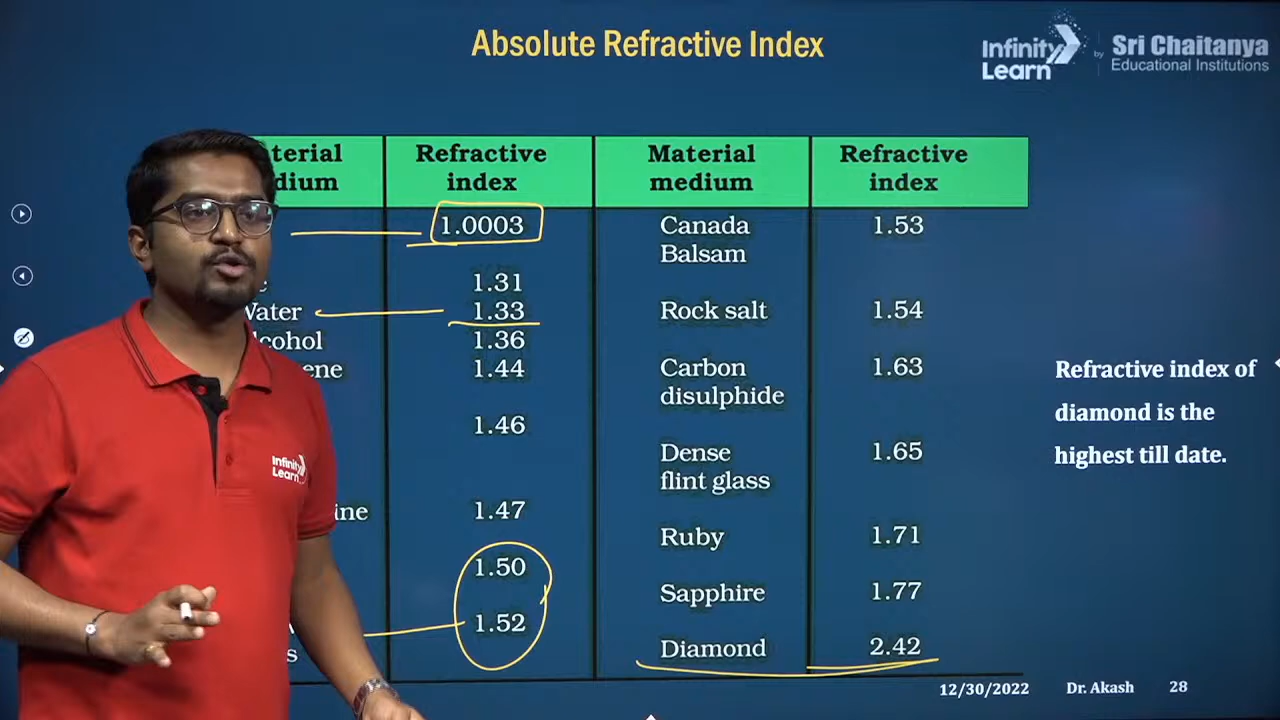 Absolute Refractive Index
Infinity
Learn
by
Sri Chaitanya
Educational Institutions
terial
dium
Refractive
index
Material
medium
Refractive
index
1.0003
Canada
Balsam
1.53
1.31
Water
1.33
Rock salt
1.54
lcohol
1.36
ene
1.44
Carbon
disulphide
1.63
1.46
Dense
flint glass
1.65
ine
1.47
Ruby
1.71
1.50
Sapphire
1.77
1.52
Diamond
2.42
s
Refractive index of
diamond is the
highest till date.
Infinity
Learn
12/30/2022
Dr. Akash
28